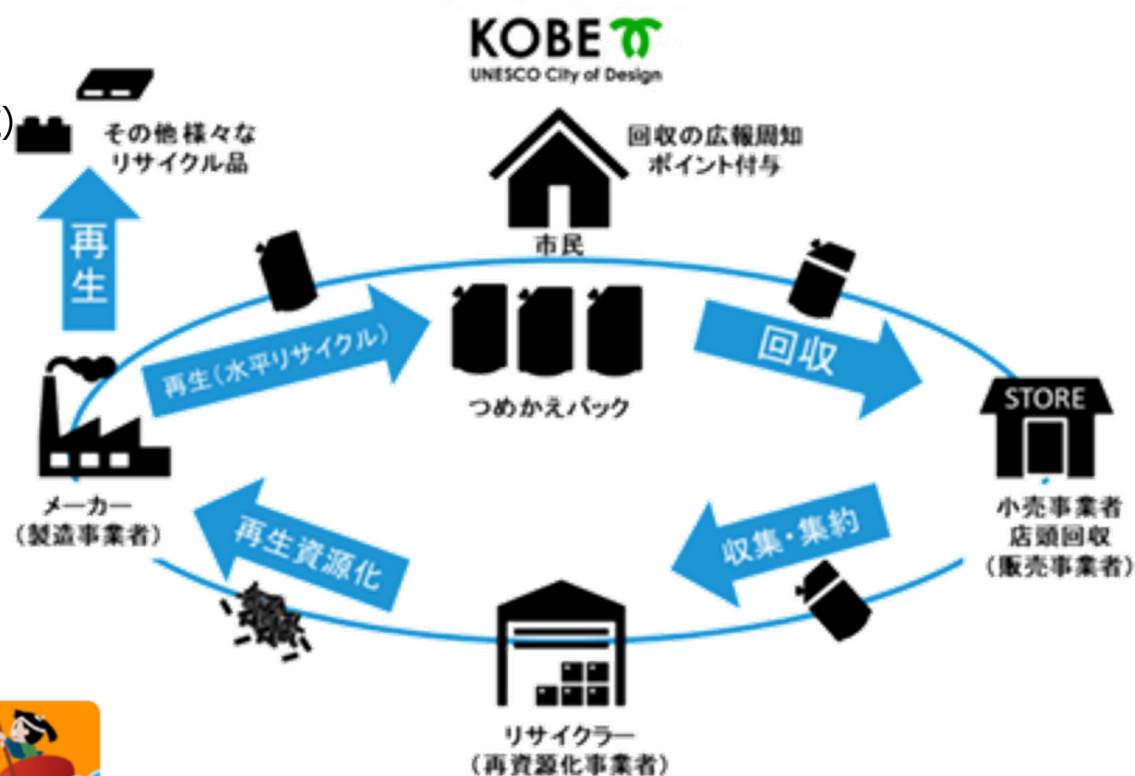 KOBE
UNESCO City of Design
)
その他様々な
リサイクル品
回収の広報周知
ポイント付与
市民
再生
再生(水平リサイクル)
回収
つめかえパック
STORE
メーカー
(製造事業者)
小売事業者
店頭回収
(販売事業者)
再生資源化
収集・集約
リサイクラー
(再資源化事業者)